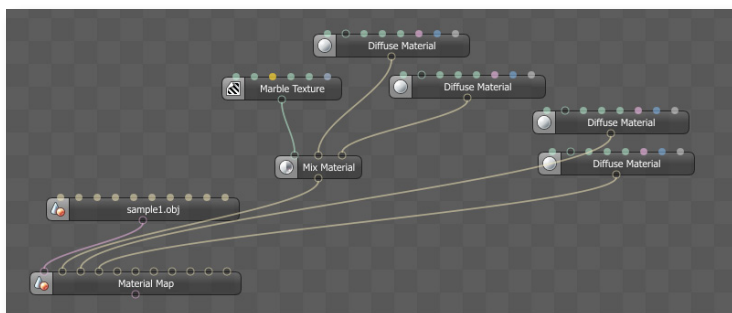 Diffuse Material
Marble Texture
Diffuse Material
Diffuse Material
Mix Material
Diffuse Material
sample1.obj
Material Map